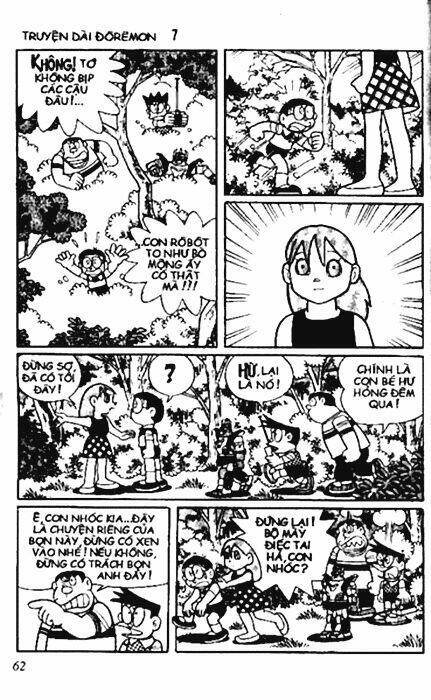 TRUYỆN DÀI ĐÔRÊMON 7
KHÔNG! TỚ
KHÔNG BỊP
CÁC CẬU
ĐÂU!...
CON RÔBỐT
TO NHƯ BÒ
MỘNG ẤY
CÓ THẬT
MÀ!?!
ĐỪNG SỢ,
ĐÃ CÓ TỚ,
ĐÂY!
?
HỪ, LẠI
LÀ NÓ!
CHÍNH LÀ
CON BÉ HƯ
HỎNG ĐÊM
QUA!
Ê, CON NHÓC KIA...ĐÂY
LÀ CHUYỆN RIÊNG CỦA
BỌN NÀY, ĐỪNG CÓ XEN
VÀO NHÉ! NẾU KHÔNG,
ĐỪNG CÓ TRÁCH BỌN
ANH ĐẤY!
ĐỨNG LẠI!
BỘ MÀY
ĐIẾC TAI
HẢ, CON
NHÓC?
62